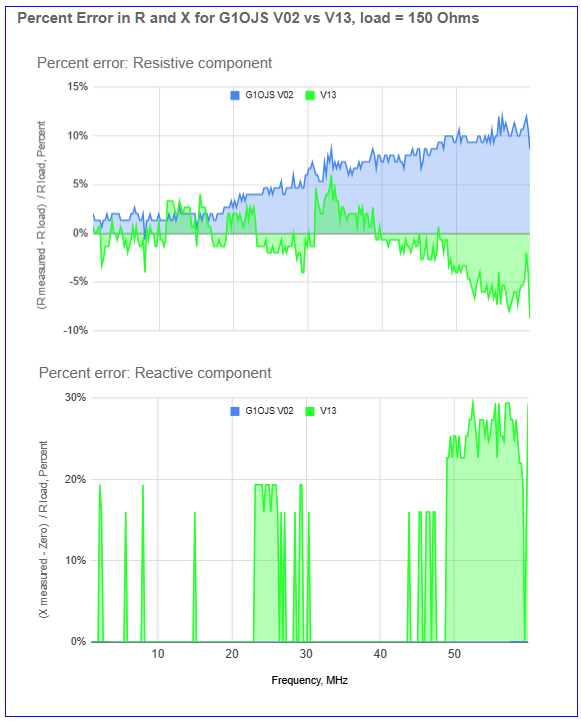 Percent Error in R and X for G1OJS V02 vs V13, load = 150 Ohms
Percent error: Resistive component
G1OJS V02
V13
(R measured - R load) / R load, Percent
15%
10%
5%
0%
-5%
-10%
Percent error: Reactive component
G1OJS V02
V13
(X measured - Zero) / R load, Percent
30%
20%
10%
0%
10
20
30
40
50
Frequency, MHz